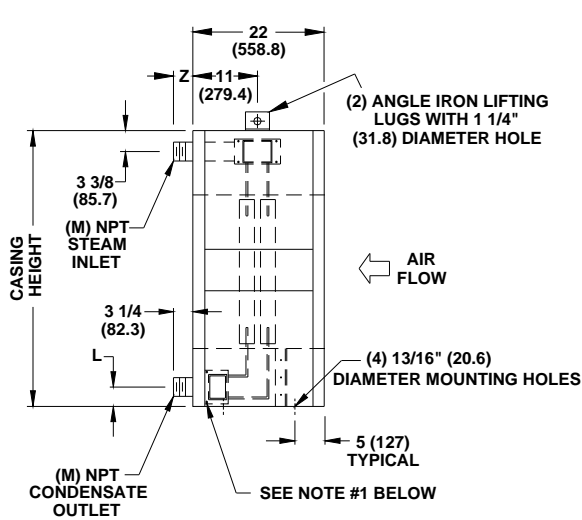 22
(558.8)
Z
11
(279.4)
(2) ANGLE IRON LIFTING
LUGS WITH 1 1/4"
(31.8) DIAMETER HOLE
3 3/8
(85.7)
(M) NPT
STEAM
INLET
CASING
HEIGHT
AIR
FLOW
3 1/4
(82.3)
L
(4) 13/16" (20.6)
DIAMETER MOUNTING HOLES
5 (127)
TYPICAL
(M) NPT
CONDENSATE
OUTLET
SEE NOTE #1 BELOW